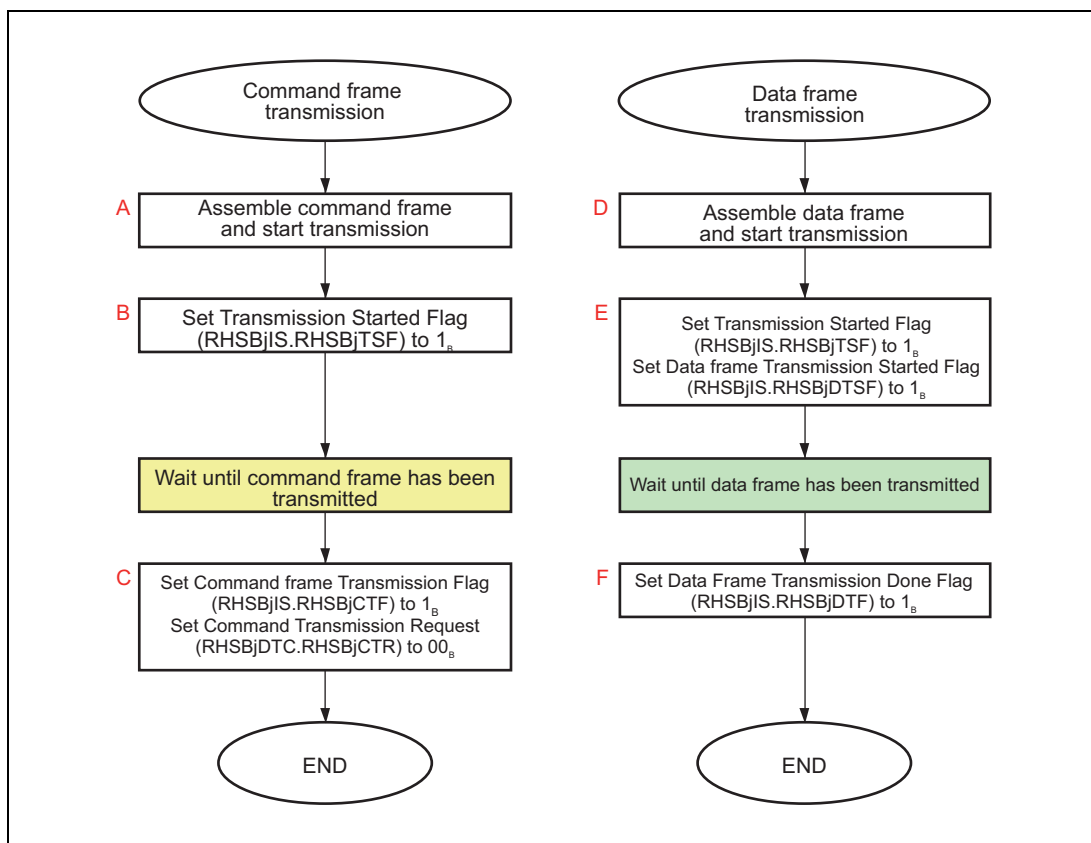 Command frame
transmission
A
Assemble command frame
and start transmission
B
Set Transmission Started Flag
(RHSBjIS.RHSBjTSF) to 1B
Wait until command frame has been
transmitted
C
Set Command frame Transmission Flag
(RHSBjIS.RHSBjCTF) to 1B
Set Command Transmission Request
(RHSBjDTC.RHSBjCTR) to 00B
END
Data frame
transmission
D
Assemble data frame
and start transmission
E
Set Transmission Started Flag
(RHSBjIS.RHSBjTSF) to 1B
Set Data frame Transmission Started Flag
(RHSBjIS.RHSBjDTSF) to 1B
Wait until data frame has been transmitted
F
Set Data Frame Transmission Done Flag
(RHSBjIS.RHSBjDTF) to 1B
END